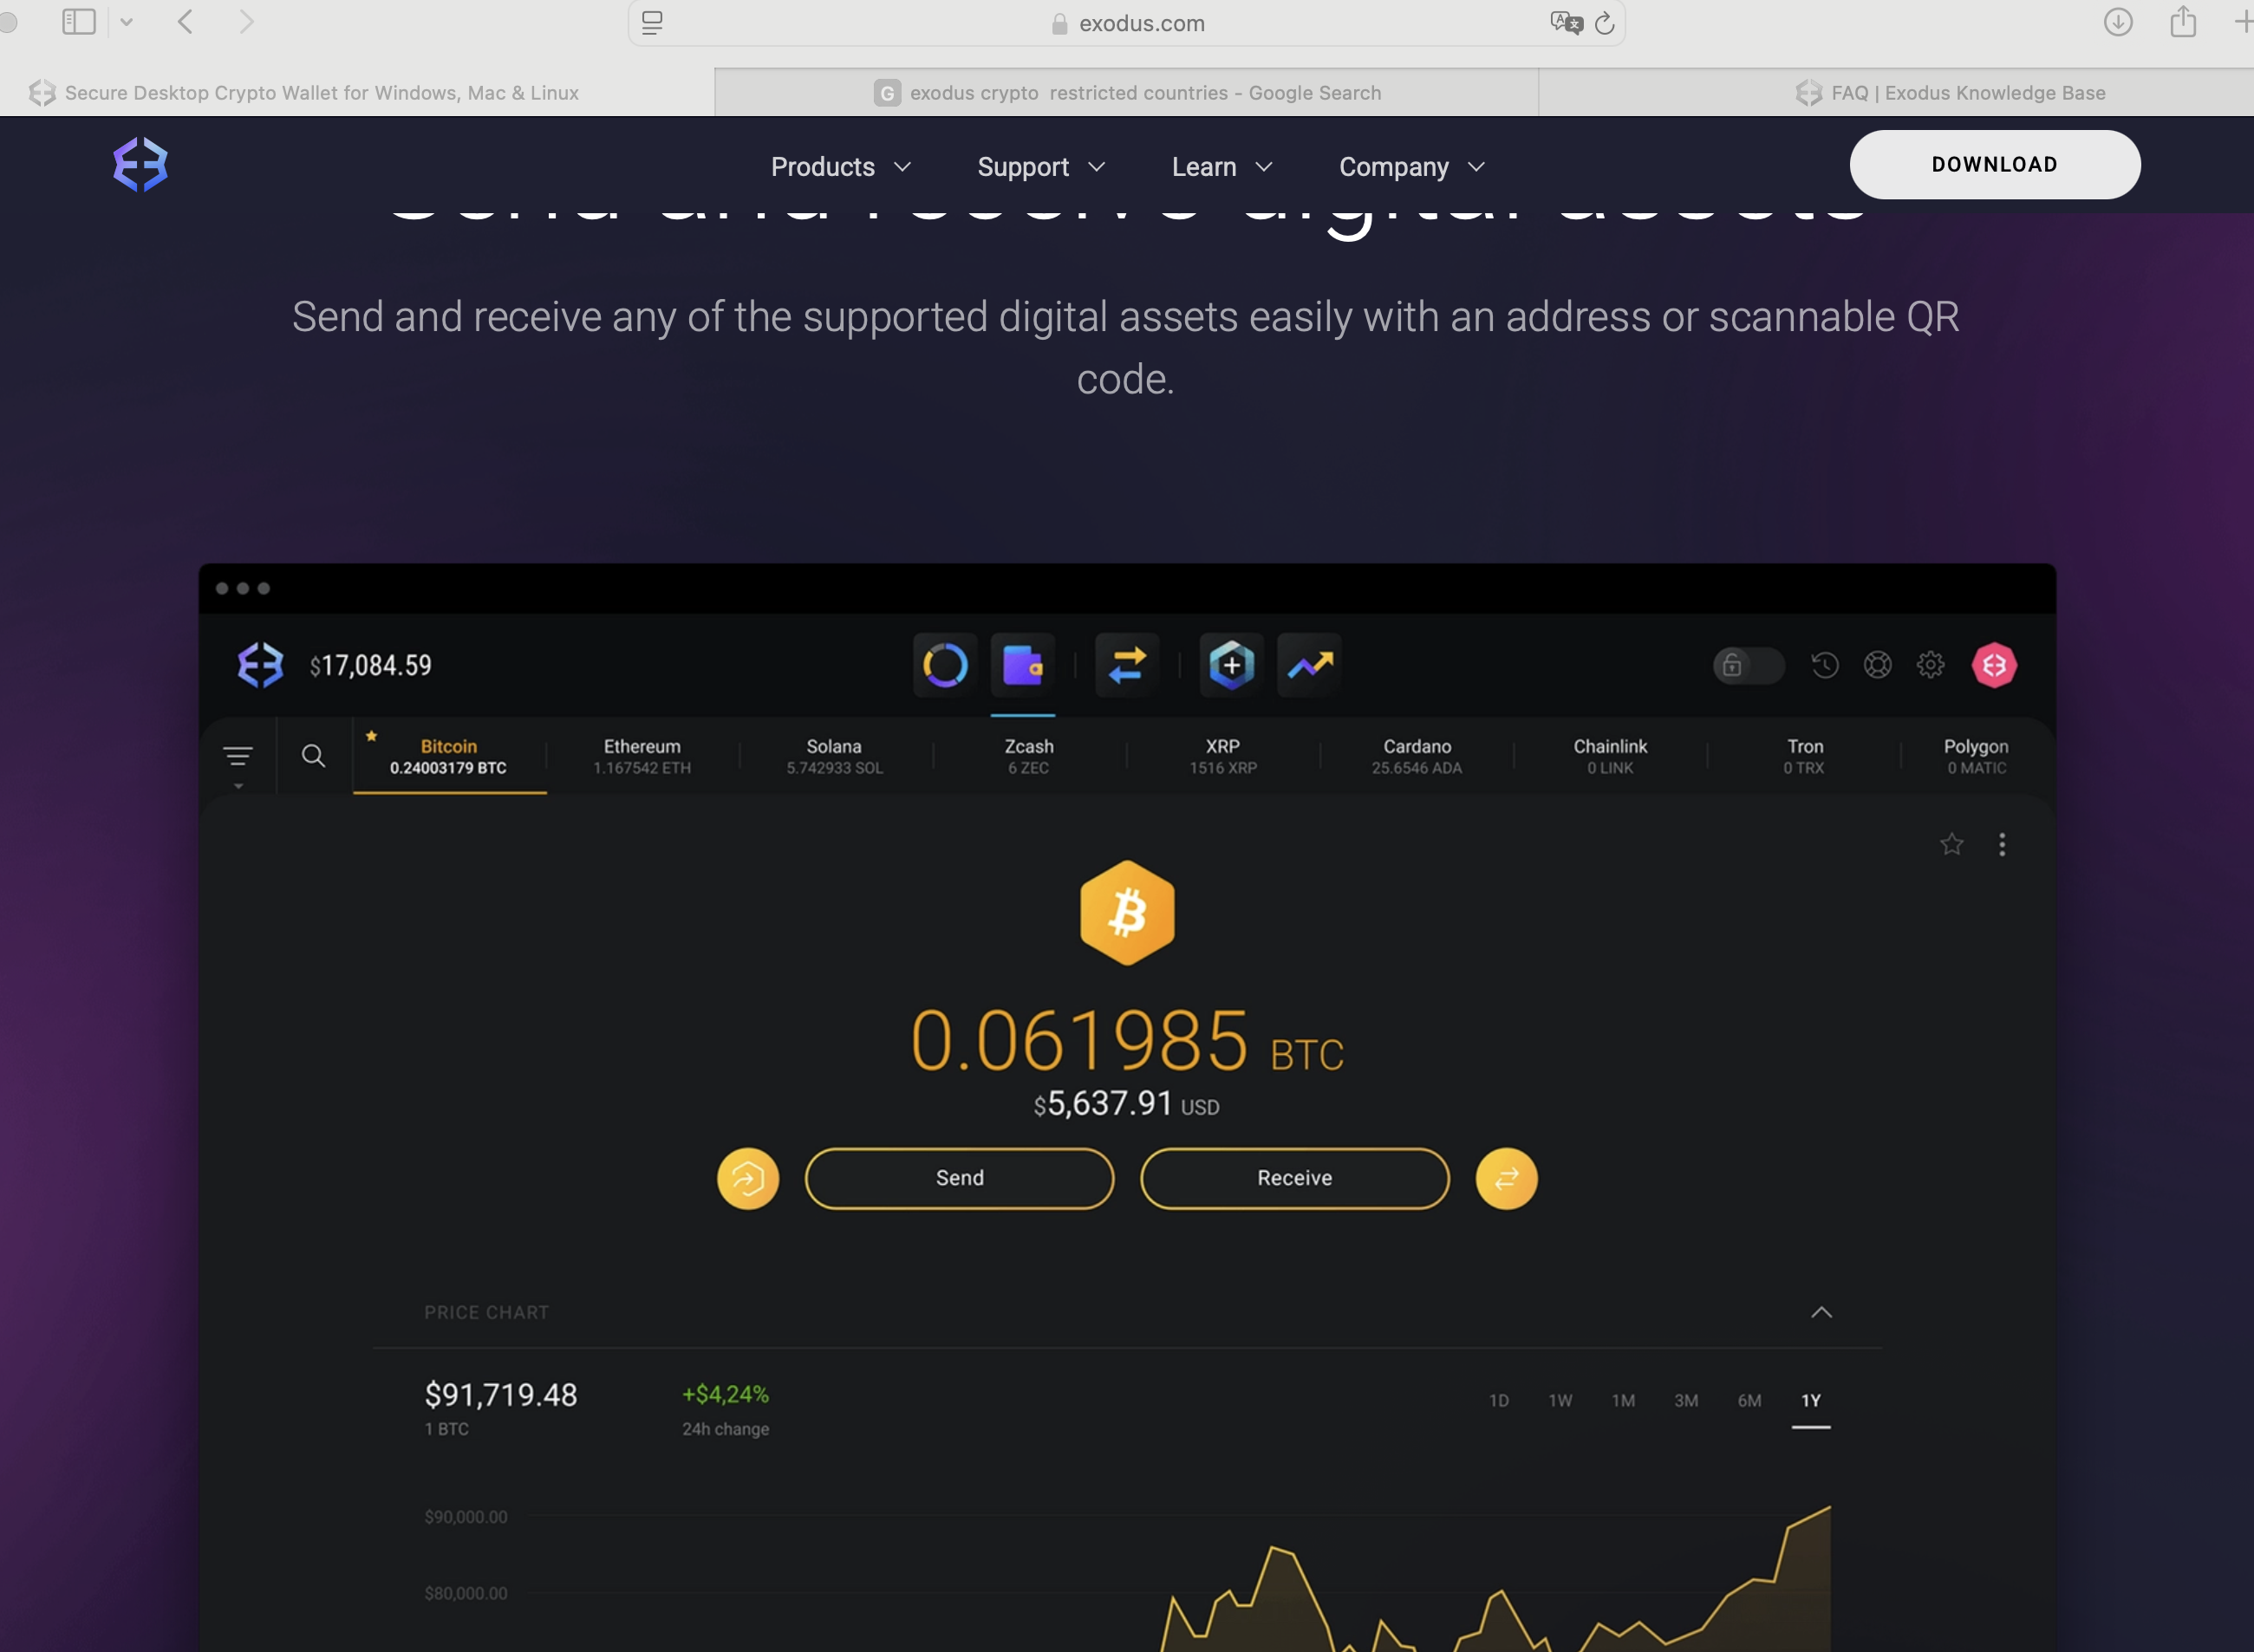 exodus.com
Secure Desktop Crypto Wallet for Windows, Mac & Linux
G exodus crypto restricted countries - Google Search
FAQ | Exodus Knowledge Base
Products
Support
Learn
Company
DOWNLOAD
Send and receive digital assets
Send and receive any of the supported digital assets easily with an address or scannable QR
code.
$17,084.59
Bitcoin
0.24003179 BTC
Ethereum
1.167542 ETH
Solana
5.742933 SOL
Zcash
6 ZEC
XRP
1516 XRP
Cardano
25.6546 ADA
Chainlink
0 LINK
Tron
0 TRX
Polygon
0 MATIC
0.061985 BTC
$5,637.91 USD
Send
Receive
PRICE CHART
$91,719.48
1 BTC
+$4,24%
24h change
1D 1W 1M 3M 6M 1Y
$90,000.00
$80,000.00